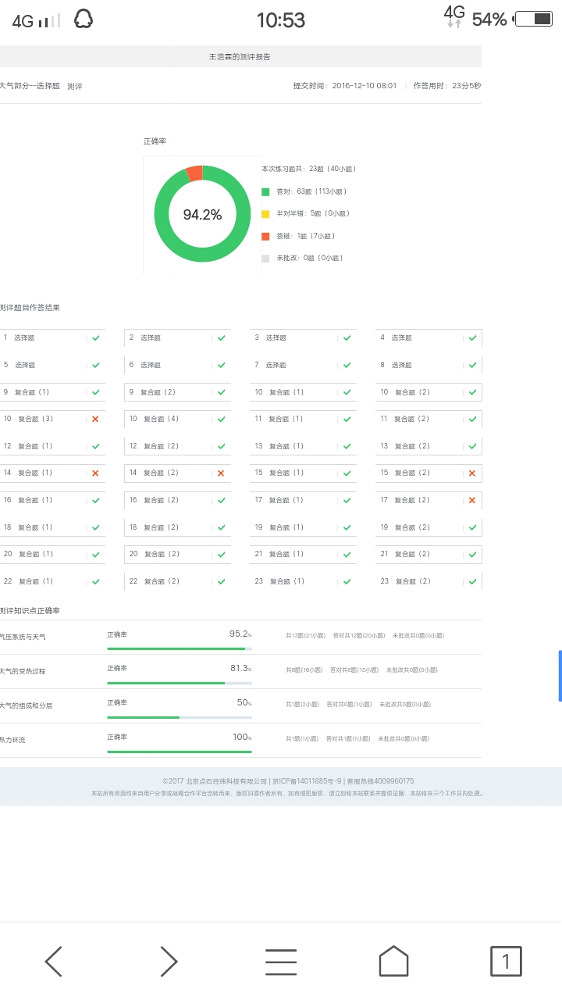 4G 10:53 4G 54%
王浩霖的测评报告
大气部分--选择题 测评 提交时间：2016-12-10 08:01 作答用时：23分5秒
正确率
94.2%
本次练习题共：23题（40小题）
答对：63题（113小题）
半对半错：5题（0小题）
答错：1题（7小题）
未批改：0题（0小题）
测评题目作答结果
1 选择题 2 选择题 3 选择题 4 选择题
5 选择题 6 选择题 7 选择题 8 选择题
9 复合题（1） 9 复合题（2） 10 复合题（1） 10 复合题（2）
10 复合题（3） 10 复合题（4） 11 复合题（1） 11 复合题（2）
12 复合题（1） 12 复合题（2） 13 复合题（1） 13 复合题（2）
14 复合题（1） 14 复合题（2） 15 复合题（1） 15 复合题（2）
16 复合题（1） 16 复合题（2） 17 复合题（1） 17 复合题（2）
18 复合题（1） 18 复合题（2） 19 复合题（1） 19 复合题（2）
20 复合题（1） 20 复合题（2） 21 复合题（1） 21 复合题（2）
22 复合题（1） 22 复合题（2） 23 复合题（1） 23 复合题（2）
测评知识点正确率
气压系统与天气 正确率 95.2% 共13题(21小题) 答对共12题(20小题) 未批改共0题(0小题)
大气的受热过程 正确率 81.3% 共8题(16小题) 答对共6题(13小题) 未批改共0题(0小题)
大气的组成和分层 正确率 50% 共1题(2小题) 答对共0题(1小题) 未批改共0题(0小题)
热力环流 正确率 100% 共1题(1小题) 答对共1题(1小题) 未批改共0题(0小题)
©2017 北京点石经纬科技有限公司 | 京ICP备14011885号-9 | 客服热线4009960175
本站所有资源均来自用户分享或战略合作平台流转而来，版权归原作者所有，如有侵犯版权，请立刻和本站联系并提供证据，本站将在三个工作日内处理。
1